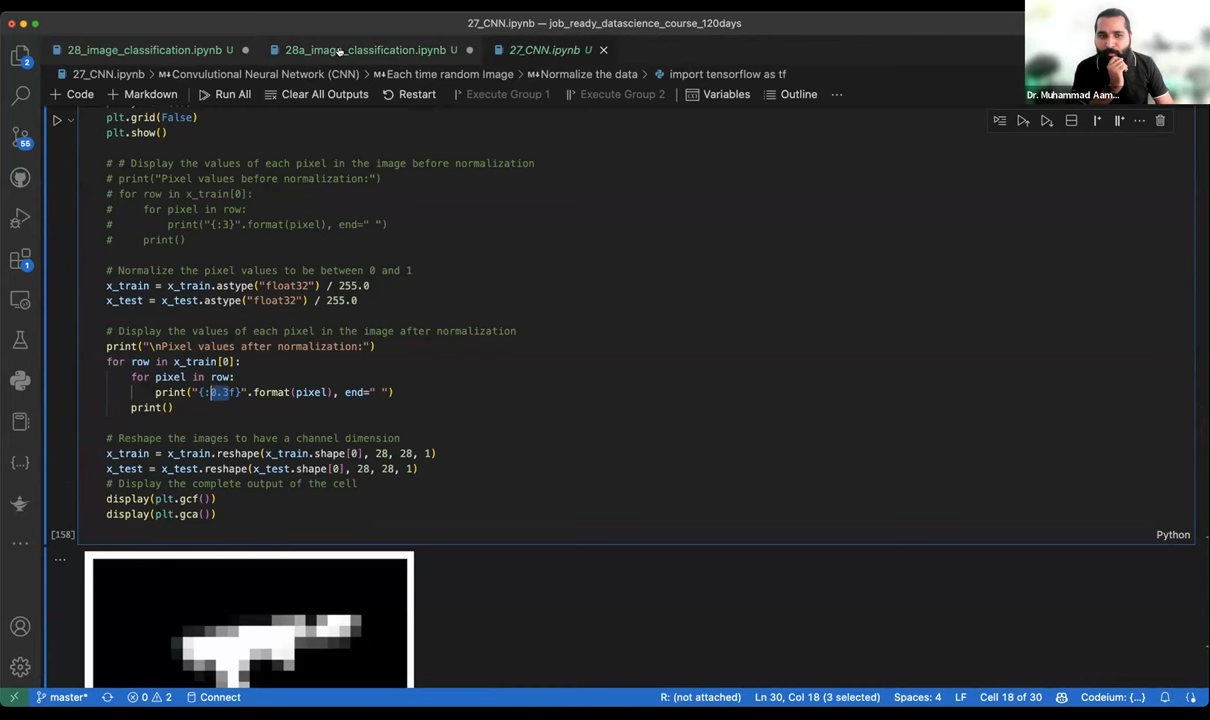 27_CNN.ipynb — job_ready_datascience_course_120days
28_image_classification.ipynb U
28a_image_classification.ipynb U
27_CNN.ipynb U
27_CNN.ipynb > M↓Convulutional Neural Network (CNN) > M↓Each time random Image > M↓Normalize the data > import tensorflow as tf
+ Code + Markdown Run All Clear All Outputs Restart Execute Group 1 Execute Group 2 Variables Outline ...
Dr. Muhammad Aam...
2
55
1
plt.grid(False)
plt.show()
# # Display the values of each pixel in the image before normalization
# print("Pixel values before normalization:")
# for row in x_train[0]:
#     for pixel in row:
#         print("{:3}".format(pixel), end=" ")
#     print()
# Normalize the pixel values to be between 0 and 1
x_train = x_train.astype("float32") / 255.0
x_test = x_test.astype("float32") / 255.0
# Display the values of each pixel in the image after normalization
print("\nPixel values after normalization:")
for row in x_train[0]:
    for pixel in row:
        print("{:0.3f}".format(pixel), end=" ")
    print()
# Reshape the images to have a channel dimension
x_train = x_train.reshape(x_train.shape[0], 28, 28, 1)
x_test = x_test.reshape(x_test.shape[0], 28, 28, 1)
# Display the complete output of the cell
display(plt.gcf())
display(plt.gca())
[158]
Python
master* 0 2 Connect R: (not attached) Ln 30, Col 18 (3 selected) Spaces: 4 LF Cell 18 of 30 Codeium: {...}